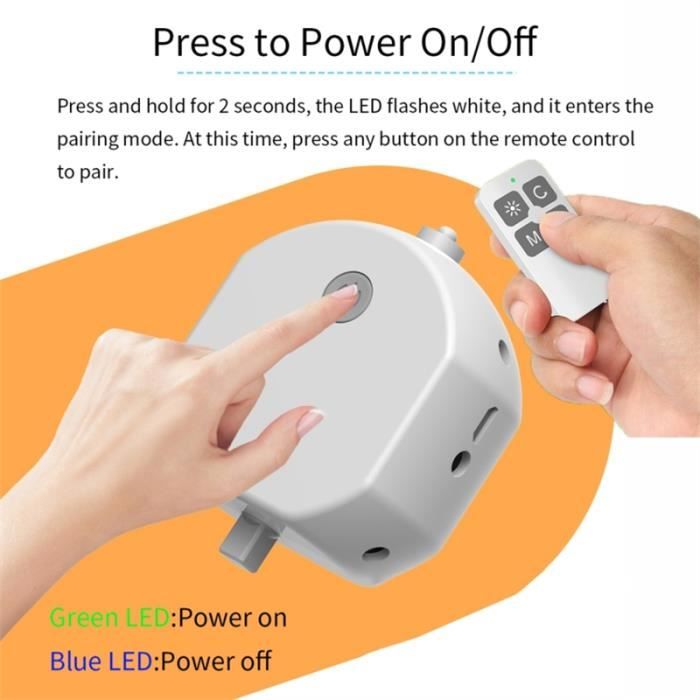 Press to Power On/Off
Press and hold for 2 seconds, the LED flashes white, and it enters the
pairing mode. At this time, press any button on the remote control
to pair.
C
M
Green LED:Power on
Blue LED:Power off